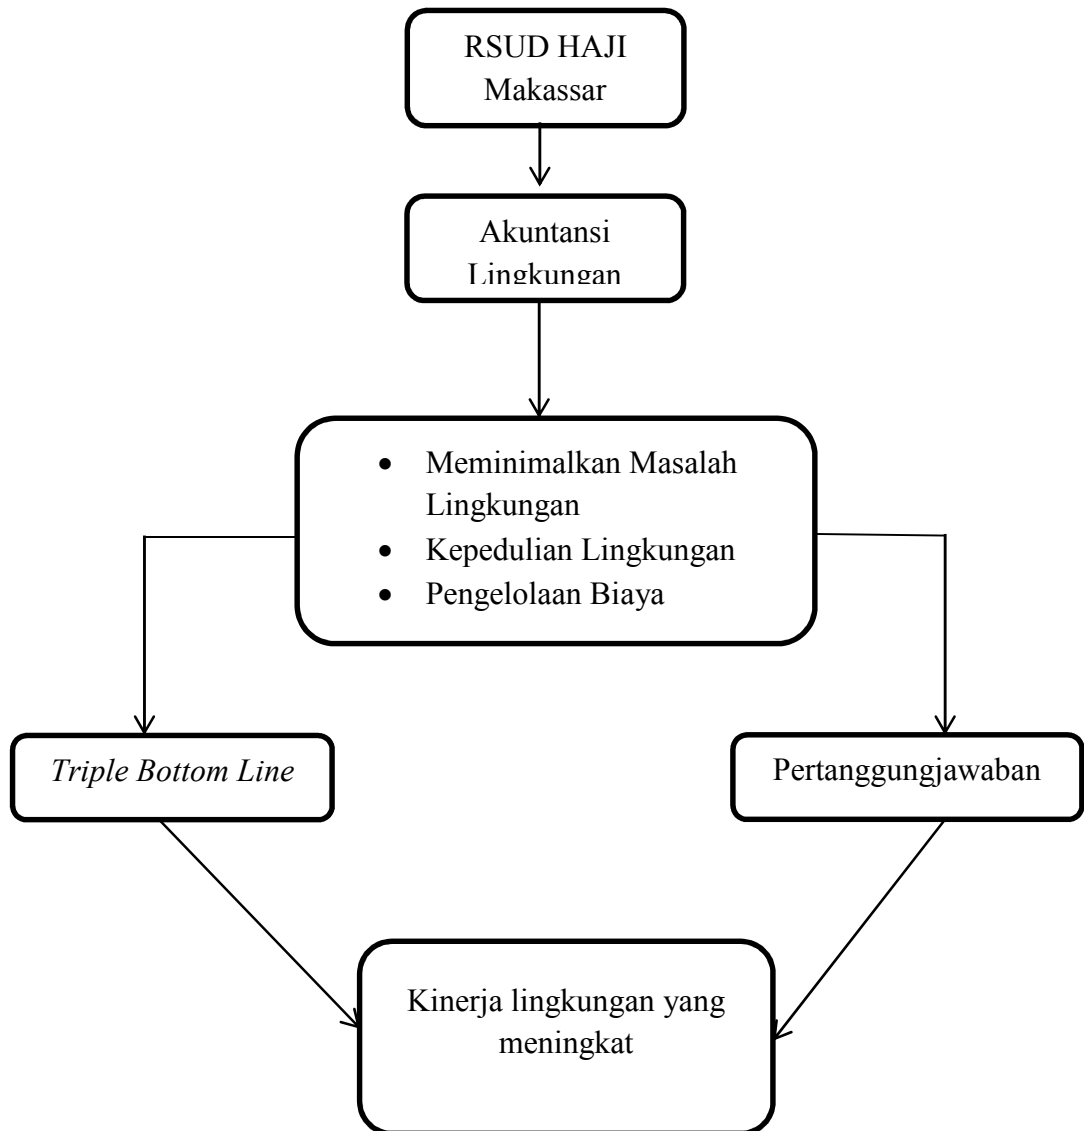 RSUD HAJI
Makassar
Akuntansi
Lingkungan
• Meminimalkan Masalah
Lingkungan
• Kepedulian Lingkungan
• Pengelolaan Biaya
Triple Bottom Line
Pertanggungjawaban
Kinerja lingkungan yang
meningkat